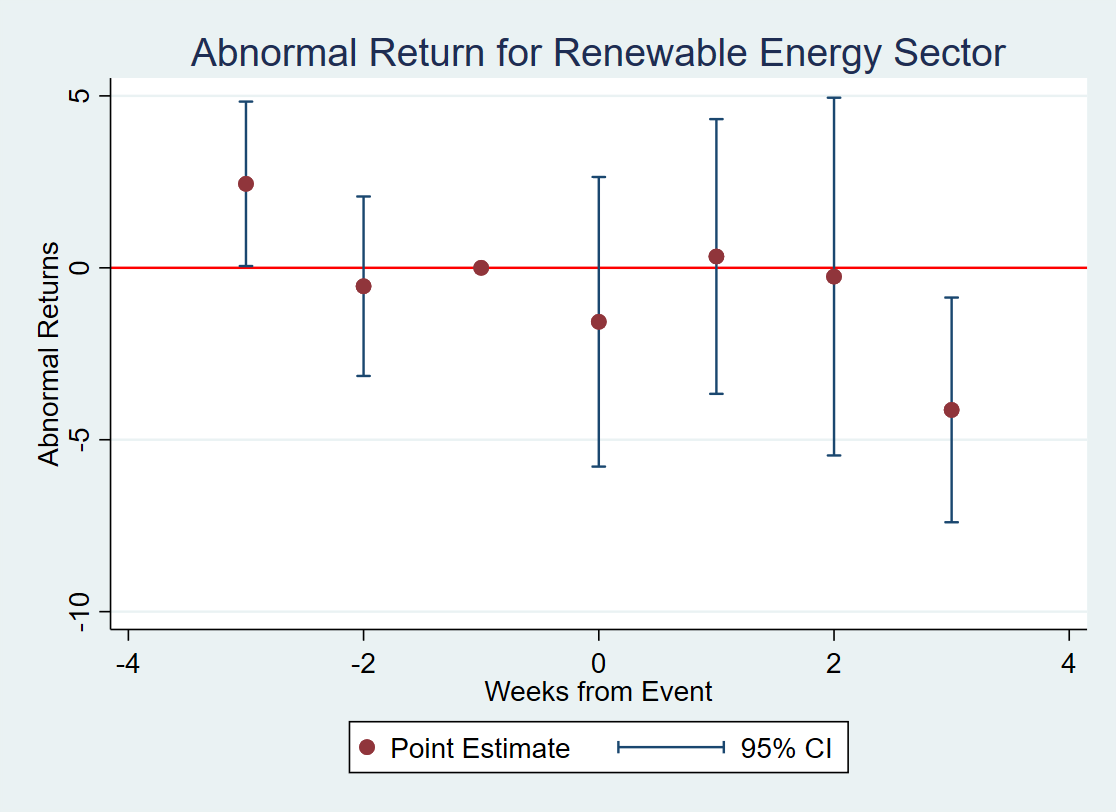 Abnormal Return for Renewable Energy Sector
Abnormal Returns
5
0
-5
-10
-4 -2 0 2 4
Weeks from Event
Point Estimate 95% CI